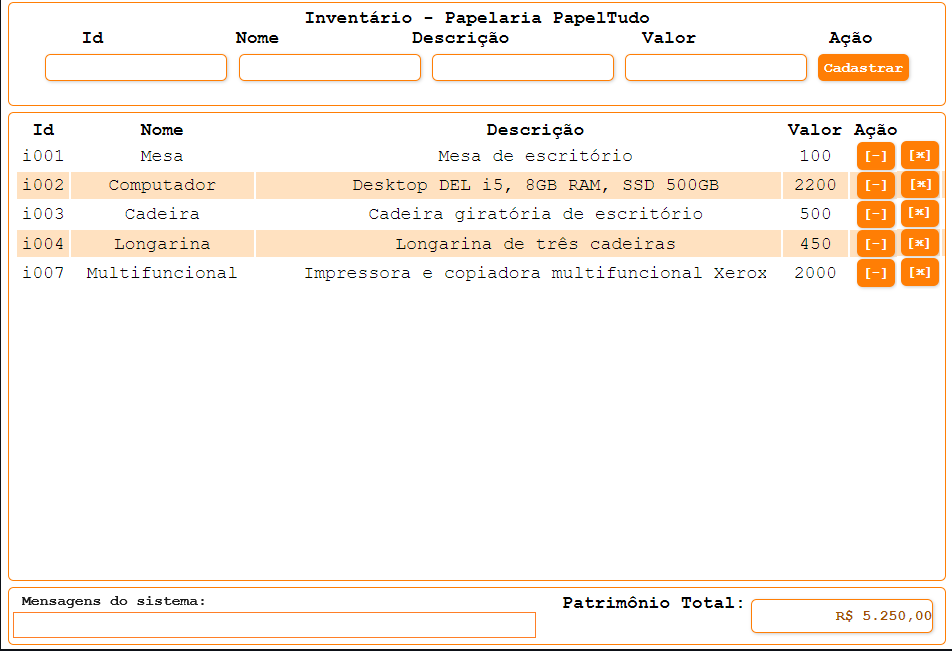 Inventário - Papelaria PapelTudo
Id Nome Descrição Valor Ação
Cadastrar
Id Nome Descrição Valor Ação
i001 Mesa Mesa de escritório 100 [-] [*]
i002 Computador Desktop DEL i5, 8GB RAM, SSD 500GB 2200 [-] [*]
i003 Cadeira Cadeira giratória de escritório 500 [-] [*]
i004 Longarina Longarina de três cadeiras 450 [-] [*]
i007 Multifuncional Impressora e copiadora multifuncional Xerox 2000 [-] [*]
Mensagens do sistema: Patrimônio Total:
R$ 5.250,00